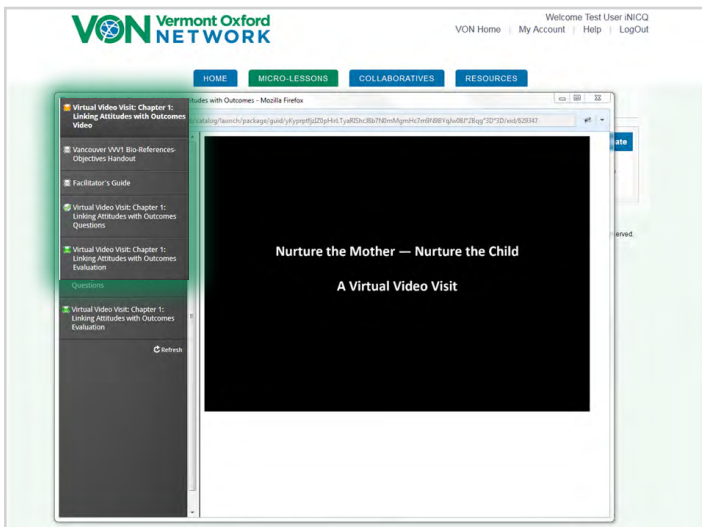 VON Vermont Oxford
NETWORK
Welcome Test User iNICQ
VON Home | My Account | Help | LogOut
HOME MICRO-LESSONS COLLABORATIVES RESOURCES
itudes with Outcomes - Mozilla Firefox
Virtual Video Visit: Chapter 1:
Linking Attitudes with Outcomes
Video
Vancouver VVV1 Bio-References-
Objectives Handout
Facilitator's Guide
Virtual Video Visit: Chapter 1:
Linking Attitudes with Outcomes
Questions
Virtual Video Visit: Chapter 1:
Linking Attitudes with Outcomes
Evaluation
Questions
Virtual Video Visit: Chapter 1:
Linking Attitudes with Outcomes
Evaluation
Refresh
Nurture the Mother — Nurture the Child
A Virtual Video Visit
ate
erved.